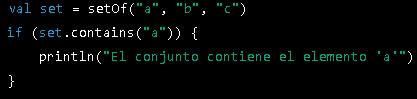 val set = setOf("a", "b", "c")
if (set.contains("a")) {
    println("El conjunto contiene el elemento 'a'")
}